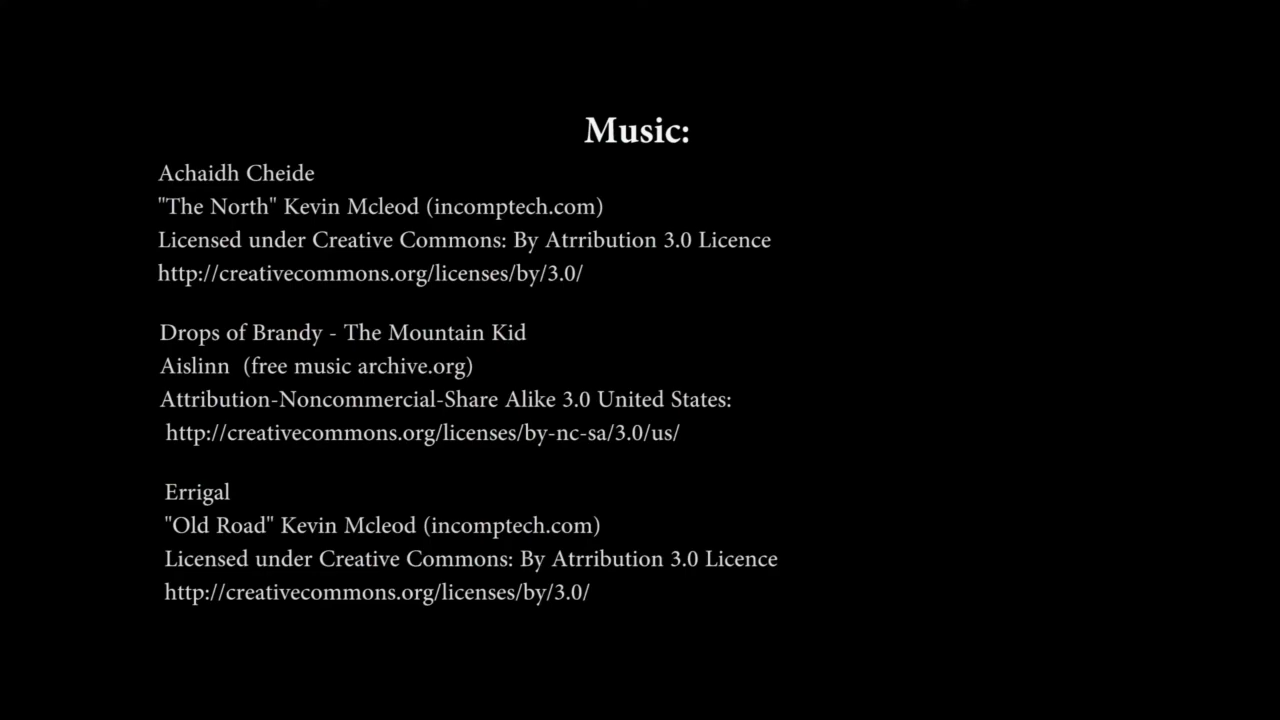 Music:
Achaidh Cheide
"The North" Kevin Mcleod (incomptech.com)
Licensed under Creative Commons: By Atrribution 3.0 Licence
http://creativecommons.org/licenses/by/3.0/
Drops of Brandy - The Mountain Kid
Aislinn (free music archive.org)
Attribution-Noncommercial-Share Alike 3.0 United States:
http://creativecommons.org/licenses/by-nc-sa/3.0/us/
Errigal
"Old Road" Kevin Mcleod (incomptech.com)
Licensed under Creative Commons: By Atrribution 3.0 Licence
http://creativecommons.org/licenses/by/3.0/